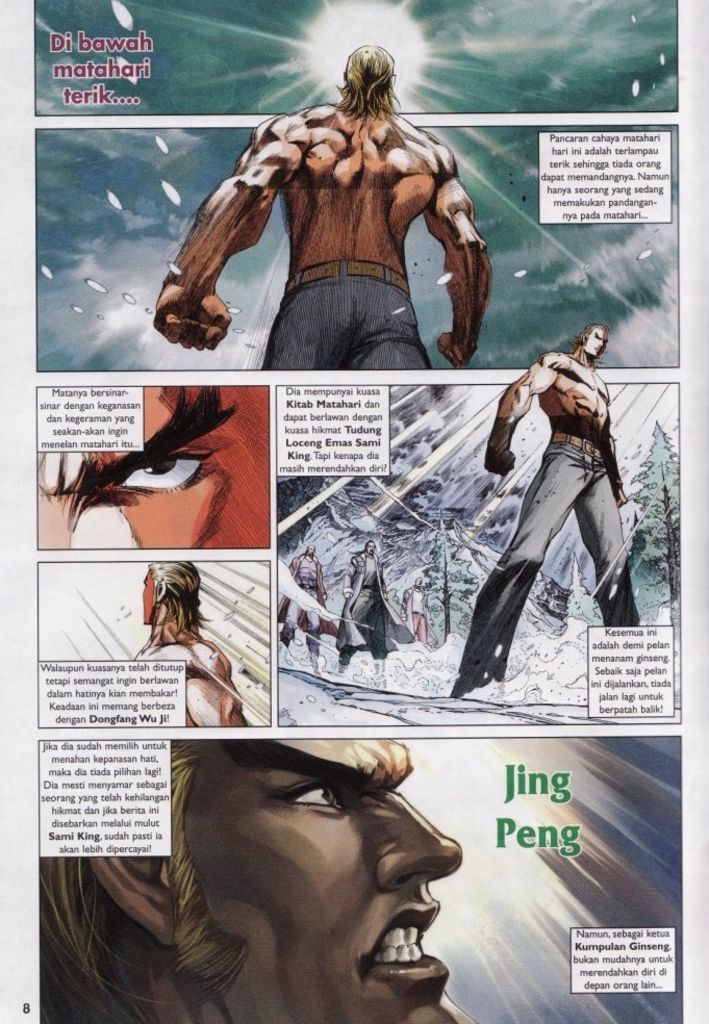 Di bawah
matahari
terik....
Pancaran cahaya matahari
hari ini adalah terlampau
terik sehingga tiada orang
dapat memandangnya. Namun
hanya seorang yang sedang
memakukan pandangan-
nya pada matahari...
Matanya bersinar-
sinar dengan keganasan
dan kegeraman yang
seakan-akan ingin
menelan matahari itu...
Dia mempunyai kuasa
Kitab Matahari dan
dapat berlawan dengan
kuasa hikmat Tudung
Loceng Emas Sami
King. Tapi kenapa dia
masih merendahkan diri?
Kesemua ini
adalah demi pelan
menanam ginseng.
Sebaik saja pelan
ini dijalankan, tiada
jalan lagi untuk
berpatah balik!
Walaupun kuasanya telah ditutup
tetapi semangat ingin berlawan
dalam hatinya kian membakar!
Keadaan ini memang berbeza
dengan Dongfang Wu Ji!
Jika dia sudah memilih untuk
menahan kepanasan hati,
maka dia tiada pilihan lagi!
Dia mesti menyamar sebagai
seorang yang telah kehilangan
hikmat dan jika berita ini
disebarkan melalui mulut
Sami King, sudah pasti ia
akan lebih dipercayai!
Jing
Peng
Namun, sebagai ketua
Kumpulan Ginseng,
bukan mudahnya untuk
merendahkan diri di
depan orang lain...
8